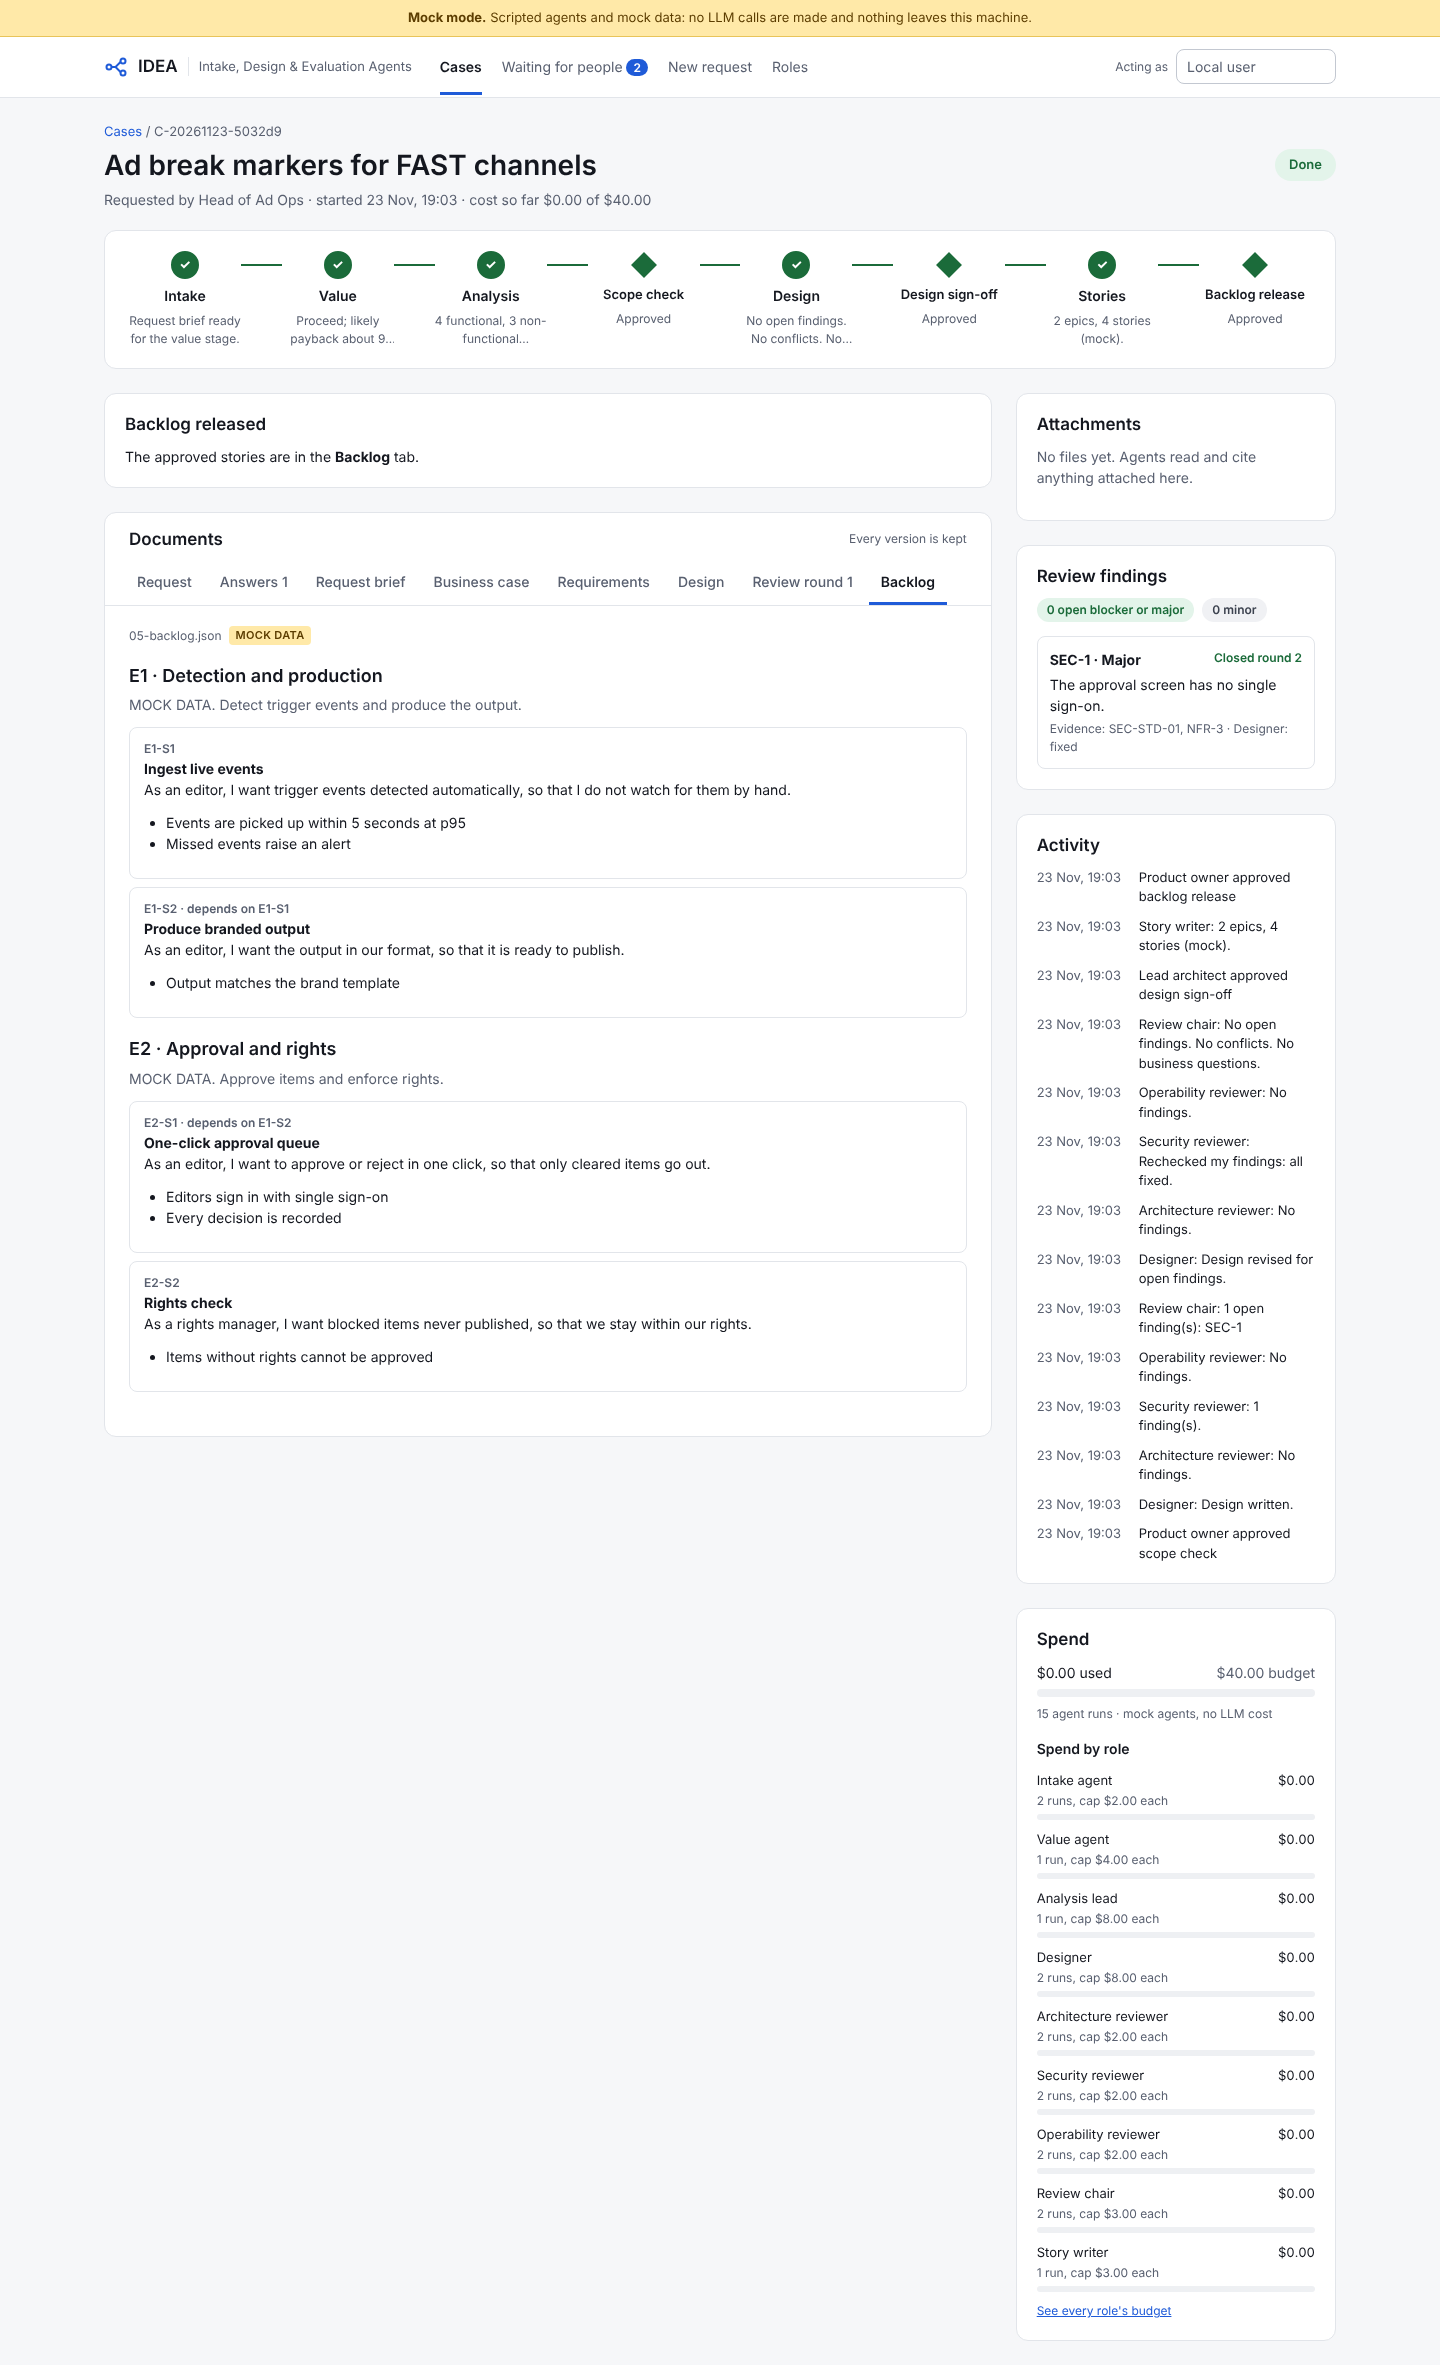 Mock mode. Scripted agents and mock data: no LLM calls are made and nothing leaves this machine.
IDEA
Intake, Design & Evaluation Agents
Cases
Waiting for people 2
New request
Roles
Acting as
Local user
Cases / C-20261123-5032d9
Ad break markers for FAST channels
Done
Requested by Head of Ad Ops · started 23 Nov, 19:03 · cost so far $0.00 of $40.00
Intake
Request brief ready
for the value stage.
Value
Proceed; likely
payback about 9...
Analysis
4 functional, 3 non-
functional...
Scope check
Approved
Design
No open findings.
No conflicts. No...
Design sign-off
Approved
Stories
2 epics, 4 stories
(mock).
Backlog release
Approved
Backlog released
The approved stories are in the Backlog tab.
Documents
Every version is kept
Request
Answers 1
Request brief
Business case
Requirements
Design
Review round 1
Backlog
05-backlog.json
MOCK DATA
E1 · Detection and production
MOCK DATA. Detect trigger events and produce the output.
E1-S1
Ingest live events
As an editor, I want trigger events detected automatically, so that I do not watch for them by hand.
• Events are picked up within 5 seconds at p95
• Missed events raise an alert
E1-S2 · depends on E1-S1
Produce branded output
As an editor, I want the output in our format, so that it is ready to publish.
• Output matches the brand template
E2 · Approval and rights
MOCK DATA. Approve items and enforce rights.
E2-S1 · depends on E1-S2
One-click approval queue
As an editor, I want to approve or reject in one click, so that only cleared items go out.
• Editors sign in with single sign-on
• Every decision is recorded
E2-S2
Rights check
As a rights manager, I want blocked items never published, so that we stay within our rights.
• Items without rights cannot be approved
Attachments
No files yet. Agents read and cite
anything attached here.
Review findings
0 open blocker or major
0 minor
SEC-1 · Major
Closed round 2
The approval screen has no single
sign-on.
Evidence: SEC-STD-01, NFR-3 · Designer:
fixed
Activity
23 Nov, 19:03 Product owner approved
backlog release
23 Nov, 19:03 Story writer: 2 epics, 4
stories (mock).
23 Nov, 19:03 Lead architect approved
design sign-off
23 Nov, 19:03 Review chair: No open
findings. No conflicts. No
business questions.
23 Nov, 19:03 Operability reviewer: No
findings.
23 Nov, 19:03 Security reviewer:
Rechecked my findings: all
fixed.
23 Nov, 19:03 Architecture reviewer: No
findings.
23 Nov, 19:03 Designer: Design revised for
open findings.
23 Nov, 19:03 Review chair: 1 open
finding(s): SEC-1
23 Nov, 19:03 Operability reviewer: No
findings.
23 Nov, 19:03 Security reviewer: 1
finding(s).
23 Nov, 19:03 Architecture reviewer: No
findings.
23 Nov, 19:03 Designer: Design written.
23 Nov, 19:03 Product owner approved
scope check
Spend
$0.00 used
$40.00 budget
15 agent runs · mock agents, no LLM cost
Spend by role
Intake agent $0.00
2 runs, cap $2.00 each
Value agent $0.00
1 run, cap $4.00 each
Analysis lead $0.00
1 run, cap $8.00 each
Designer $0.00
2 runs, cap $8.00 each
Architecture reviewer $0.00
2 runs, cap $2.00 each
Security reviewer $0.00
2 runs, cap $2.00 each
Operability reviewer $0.00
2 runs, cap $2.00 each
Review chair $0.00
2 runs, cap $3.00 each
Story writer $0.00
1 run, cap $3.00 each
See every role's budget